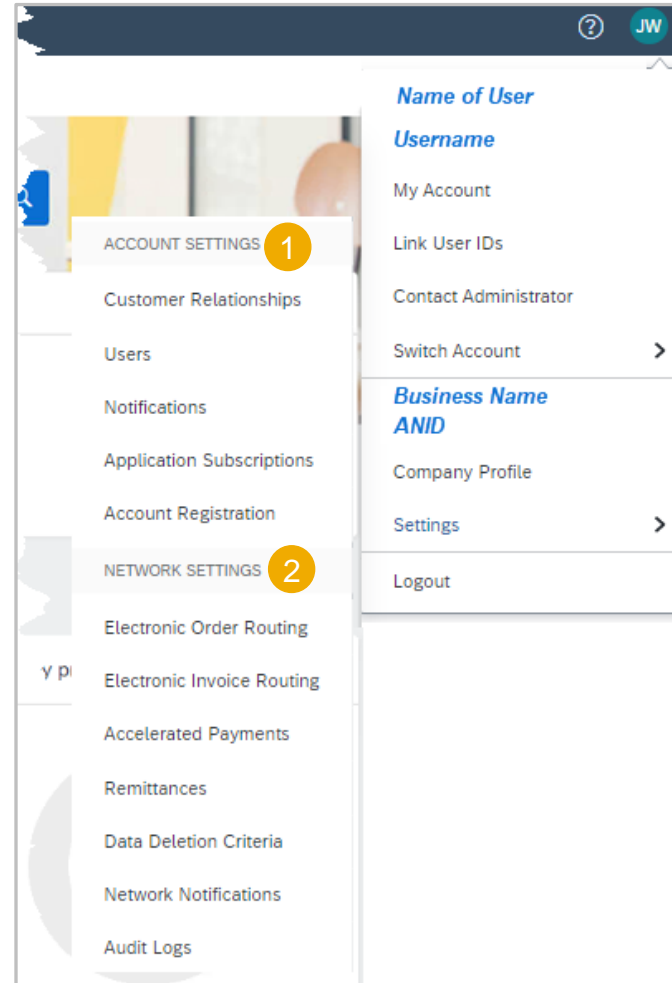 JW
Name of User
Username
My Account
Link User IDs
Contact Administrator
Switch Account
Business Name
ANID
Company Profile
Settings
Logout
ACCOUNT SETTINGS 1
Customer Relationships
Users
Notifications
Application Subscriptions
Account Registration
NETWORK SETTINGS 2
Electronic Order Routing
Electronic Invoice Routing
Accelerated Payments
Remittances
Data Deletion Criteria
Network Notifications
Audit Logs